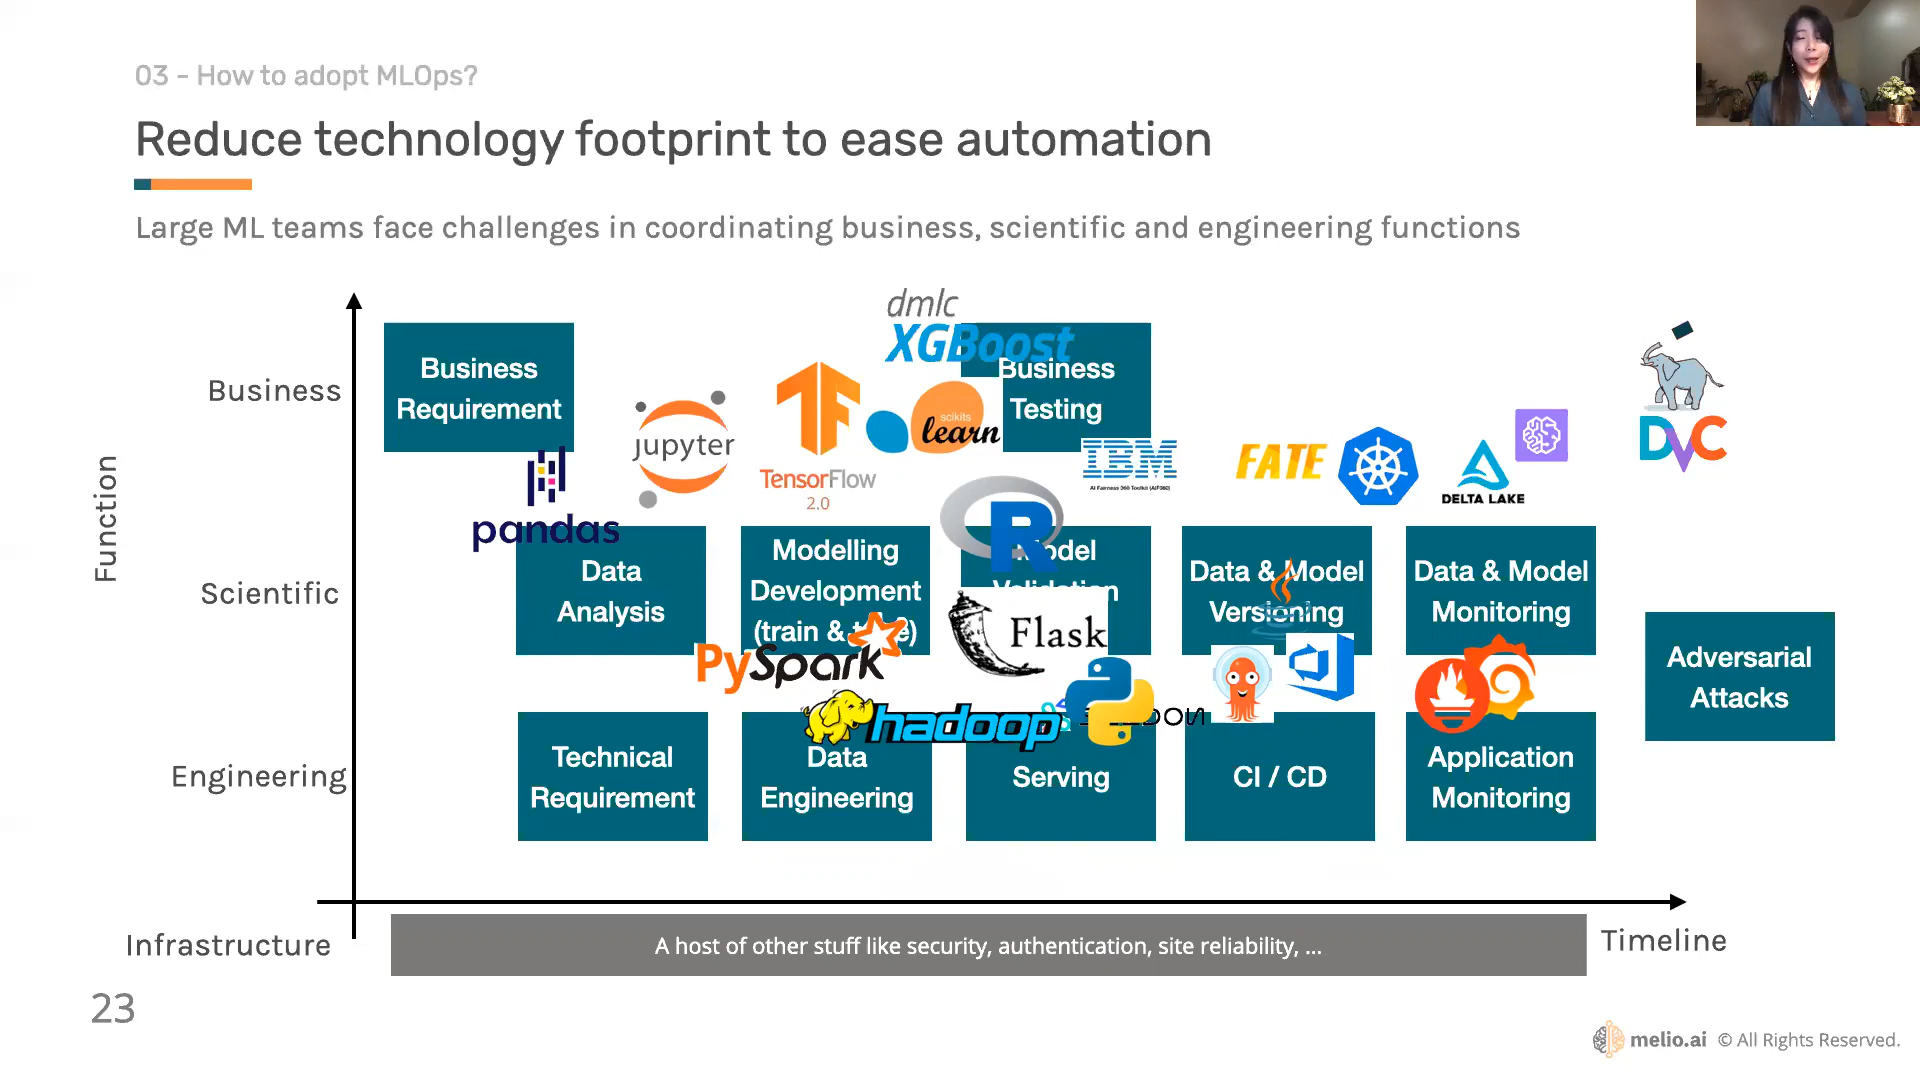 03 - How to adopt MLOps?
Reduce technology footprint to ease automation
Large ML teams face challenges in coordinating business, scientific and engineering functions
Function
Business
Scientific
Engineering
Infrastructure
Timeline
Business
Requirement
dmlc
XGBoost
Business
Testing
jupyter
TensorFlow
2.0
scikits
learn
IBM
AI Fairness 360 Toolkit (AIF360)
FATE
DELTA LAKE
DVC
pandas
Data
Analysis
Modelling
Development
(train &
R
Model
Validation
Data & Model
Versioning
Data & Model
Monitoring
Adversarial
Attacks
PySpark
Flask
hadoop
Technical
Requirement
Data
Engineering
Serving
CI / CD
Application
Monitoring
A host of other stuff like security, authentication, site reliability, ...
23
melio.ai © All Rights Reserved.